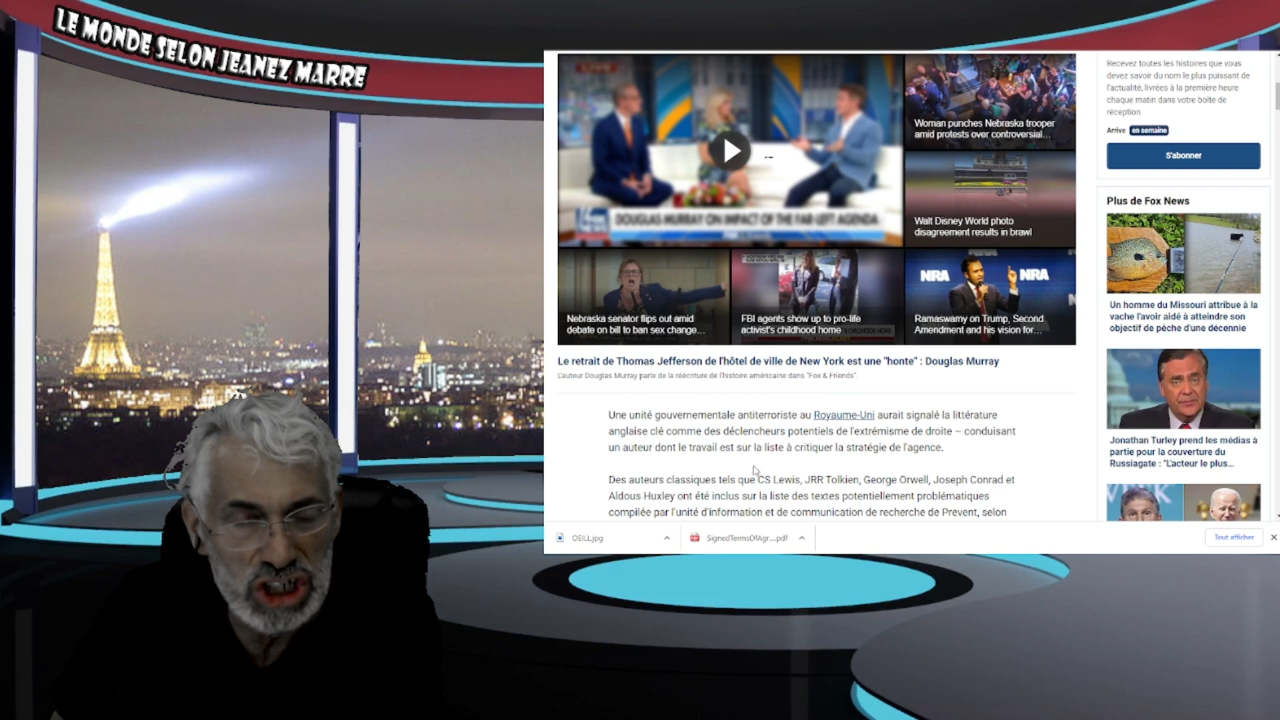 LE MONDE SELON JEANEZ MARRE
DOUGLAS MURRAY ON IMPACT OF THE FAR LEFT AGENDA
Woman punches Nebraska trooper
amid protests over controversial...
Walt Disney World photo
disagreement results in brawl
Nebraska senator flips out amid
debate on bill to ban sex change...
FBI agents show up to pro-life
activist's childhood home
NRA NRA
Ramaswamy on Trump, Second
Amendment and his vision for...
Le retrait de Thomas Jefferson de l'hôtel de ville de New York est une "honte" : Douglas Murray
L'auteur Douglas Murray parle de la réécriture de l'histoire américaine dans "Fox & Friends".
Une unité gouvernementale antiterroriste au Royaume-Uni aurait signalé la littérature
anglaise clé comme des déclencheurs potentiels de l'extrémisme de droite – conduisant
un auteur dont le travail est sur la liste à critiquer la stratégie de l'agence.
Des auteurs classiques tels que CS Lewis, JRR Tolkien, George Orwell, Joseph Conrad et
Aldous Huxley ont été inclus sur la liste des textes potentiellement problématiques
compilée par l'unité d'information et de communication de recherche de Prevent, selon
Recevez toutes les histoires que vous
devez savoir du nom le plus puissant de
l'actualité, livrées à la première heure
chaque matin dans votre boîte de
réception
Arrive en semaine
S'abonner
Plus de Fox News
Un homme du Missouri attribue à la
vache l'avoir aidé à atteindre son
objectif de pêche d'une décennie
Jonathan Turley prend les médias à
partie pour la couverture du
Russiagate : "L'acteur le plus...
OEILL.jpg
SignedTermsOfAgr....pdf
Tout afficher